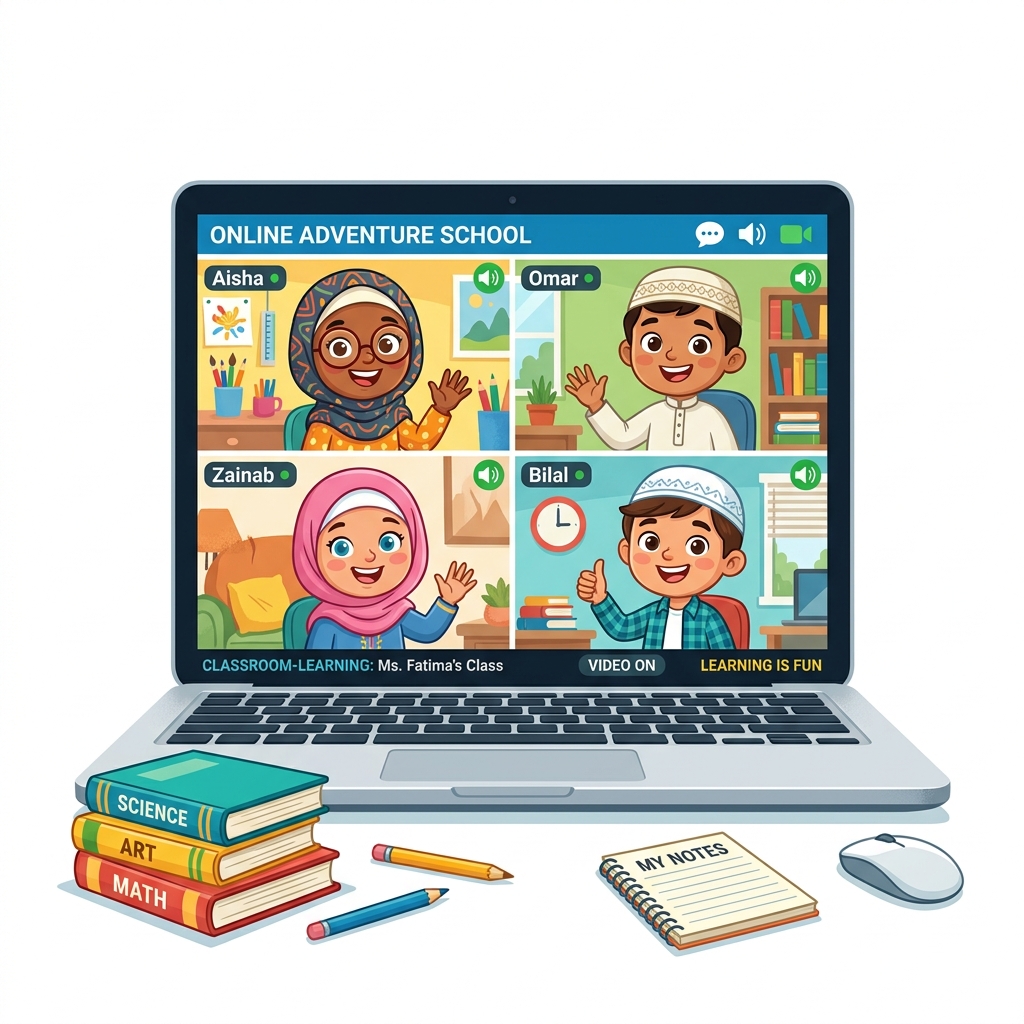 ONLINE ADVENTURE SCHOOL
Aisha
Omar
Zainab
Bilal
CLASSROOM-LEARNING: Ms. Fatima's Class
VIDEO ON
LEARNING IS FUN
SCIENCE
ART
MATH
MY NOTES